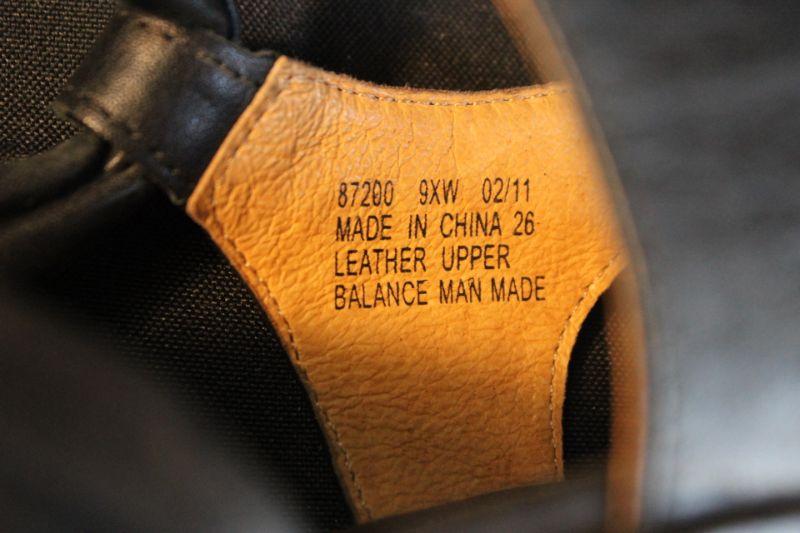 87200 9XW 02/11
MADE IN CHINA 26
LEATHER UPPER
BALANCE MAN MADE